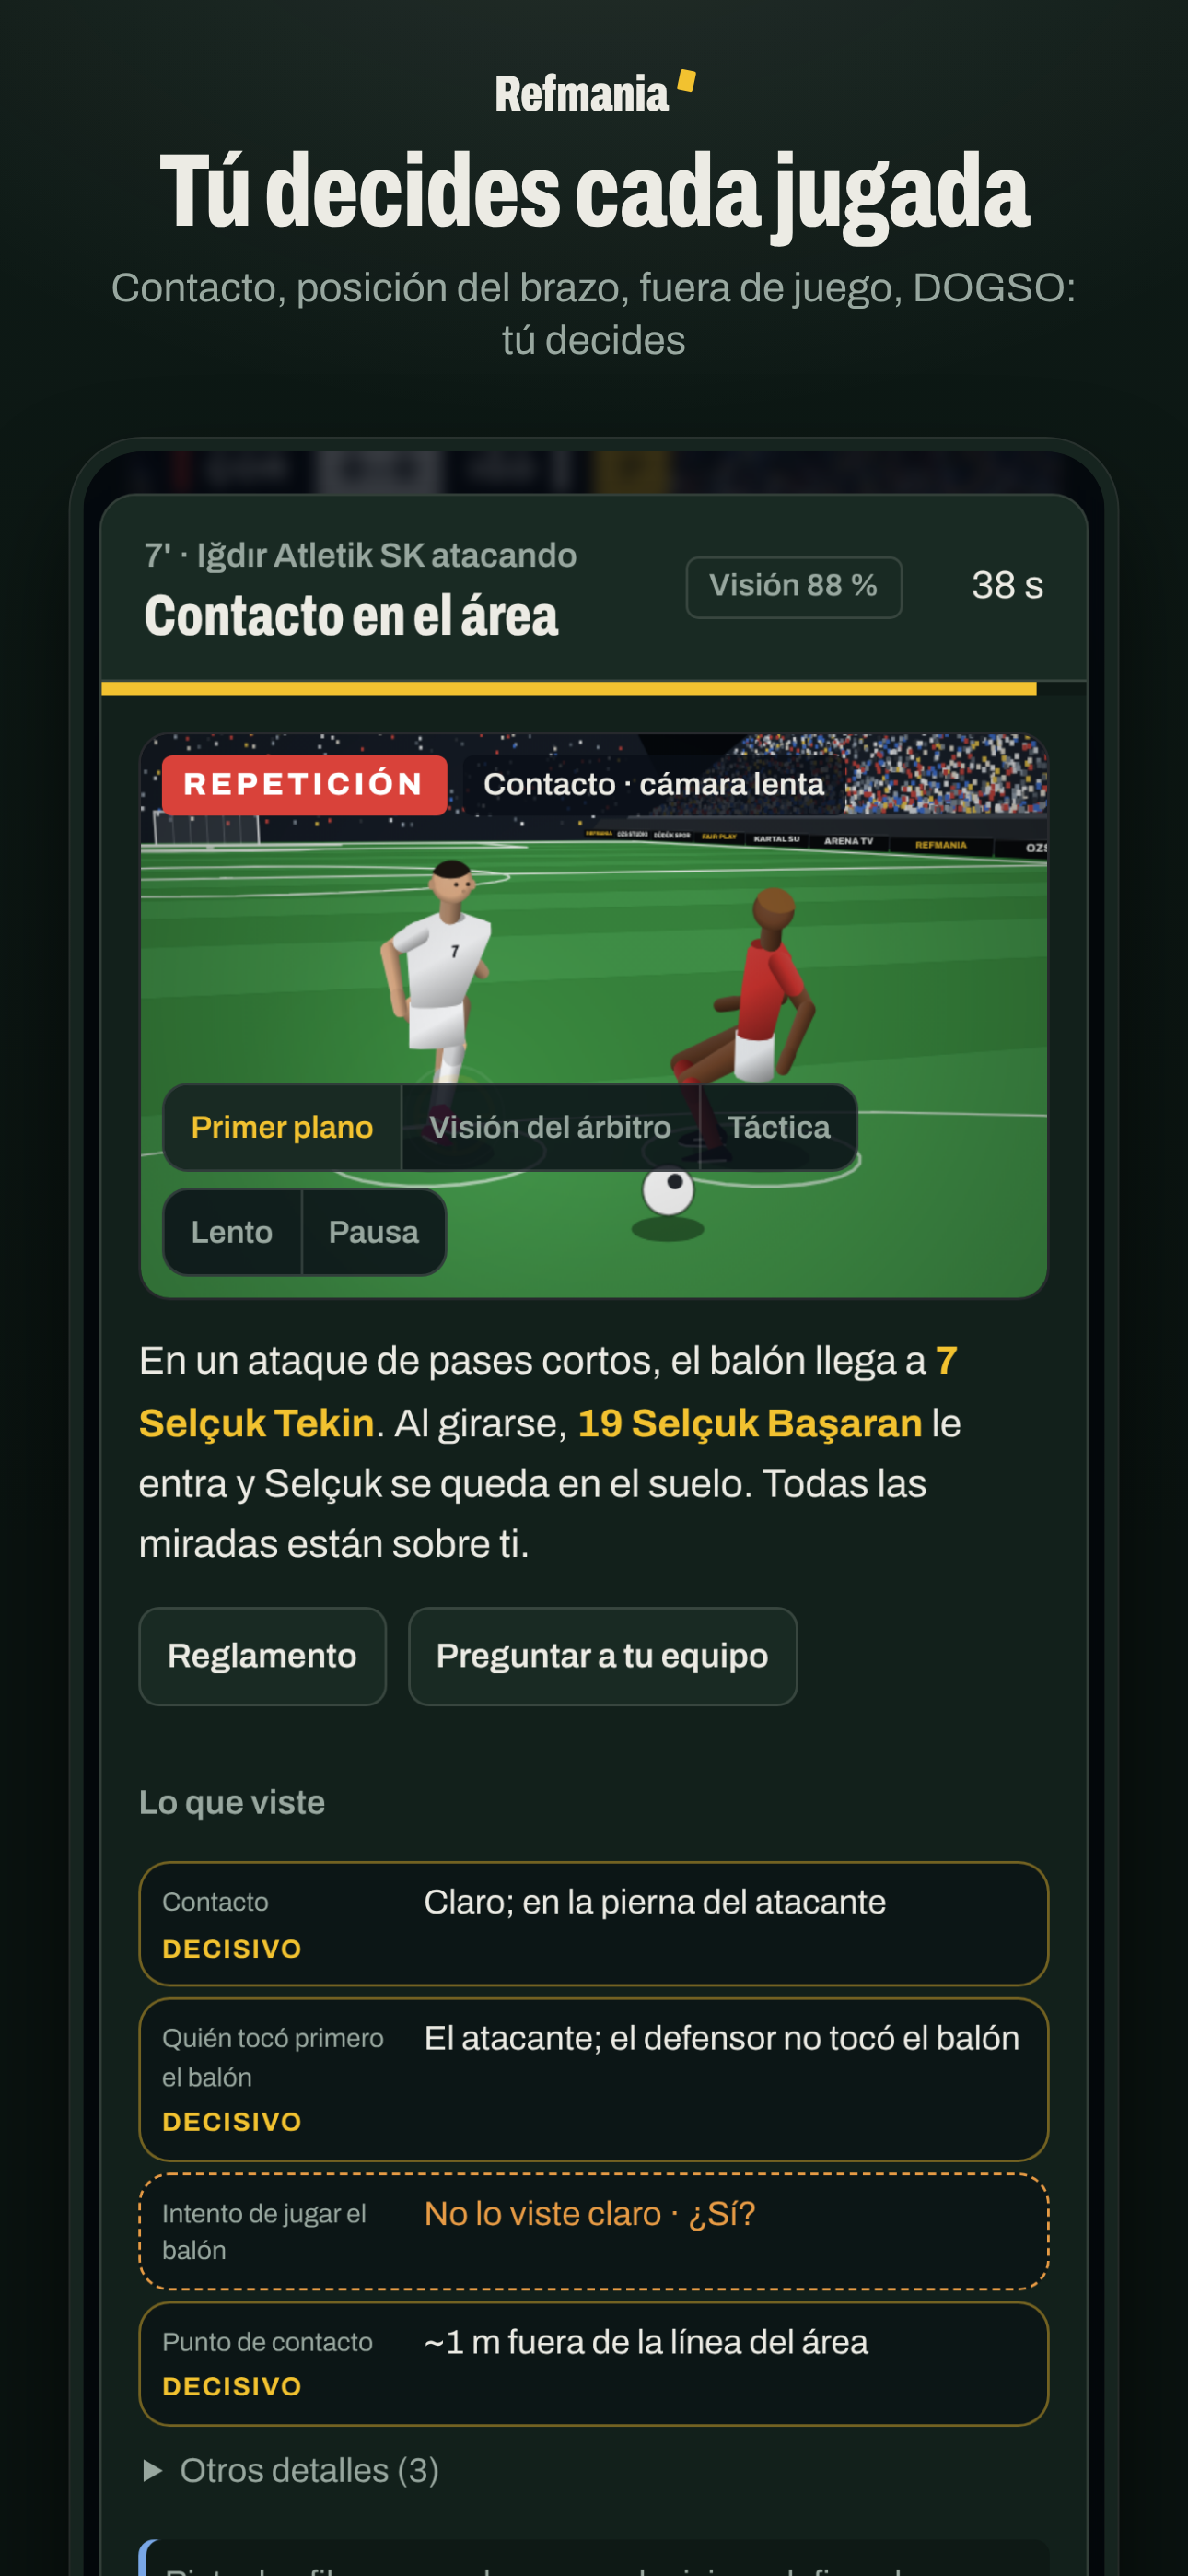 Refmania
Tú decides cada jugada
Contacto, posición del brazo, fuera de juego, DOGSO:
tú decides
7' · Iğdır Atletik SK atacando
Contacto en el área
Visión 88 %
38 s
REPETICIÓN
Contacto · cámara lenta
FAIR PLAY
KARTAL SU
ARENA TV
REFMANIA
OZS
7
Primer plano
Visión del árbitro
Táctica
Lento
Pausa
En un ataque de pases cortos, el balón llega a 7
Selçuk Tekin. Al girarse, 19 Selçuk Başaran le
entra y Selçuk se queda en el suelo. Todas las
miradas están sobre ti.
Reglamento
Preguntar a tu equipo
Lo que viste
Contacto
DECISIVO
Claro; en la pierna del atacante
Quién tocó primero
el balón
DECISIVO
El atacante; el defensor no tocó el balón
Intento de jugar el
balón
No lo viste claro · ¿Sí?
Punto de contacto
DECISIVO
~1 m fuera de la línea del área
▶ Otros detalles (3)